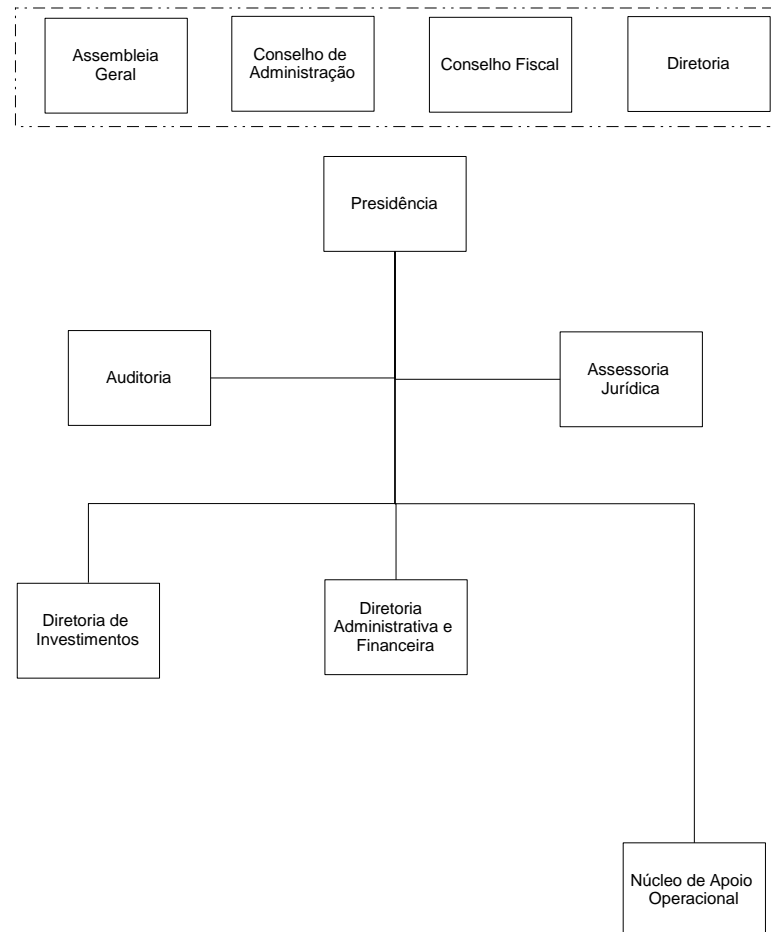 Assembleia
Geral
Conselho de
Administração
Conselho Fiscal
Diretoria
Presidência
Auditoria
Assessoria
Jurídica
Diretoria de
Investimentos
Diretoria
Administrativa e
Financeira
Núcleo de Apoio
Operacional